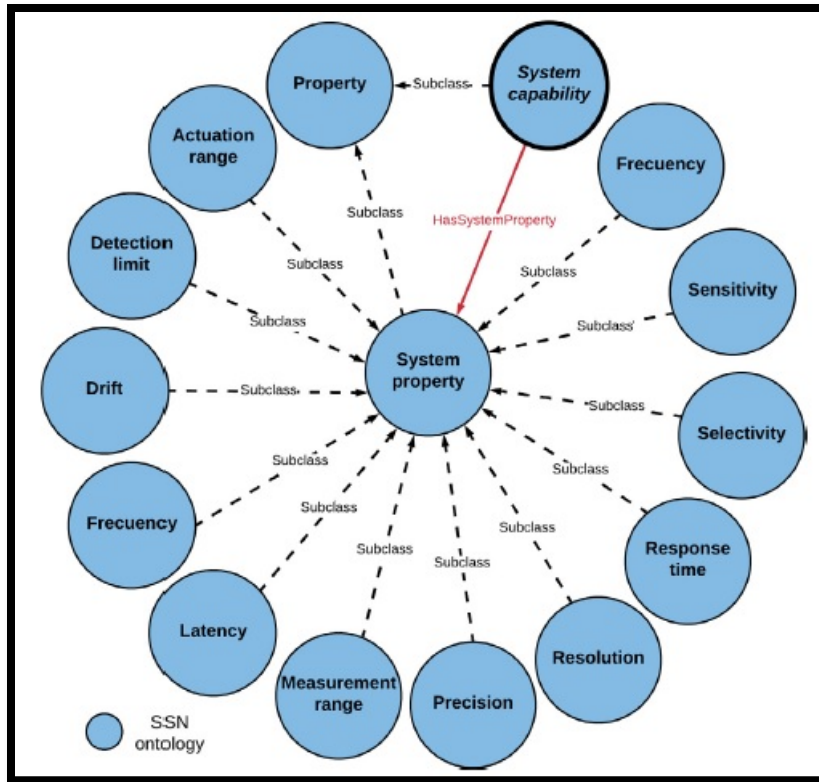 Property
Subclass
System
capability
Actuation
range
Frecuency
Subclass
HasSystemProperty
Detection
limit
Subclass
Subclass
Sensitivity
Subclass
Subclass
System
property
Drift
Subclass
Subclass
Selectivity
Frecuency
Subclass
Subclass
Response
time
Subclass
Latency
Subclass
Subclass
Subclass
Resolution
Measurement
range
Precision
SSN
ontology